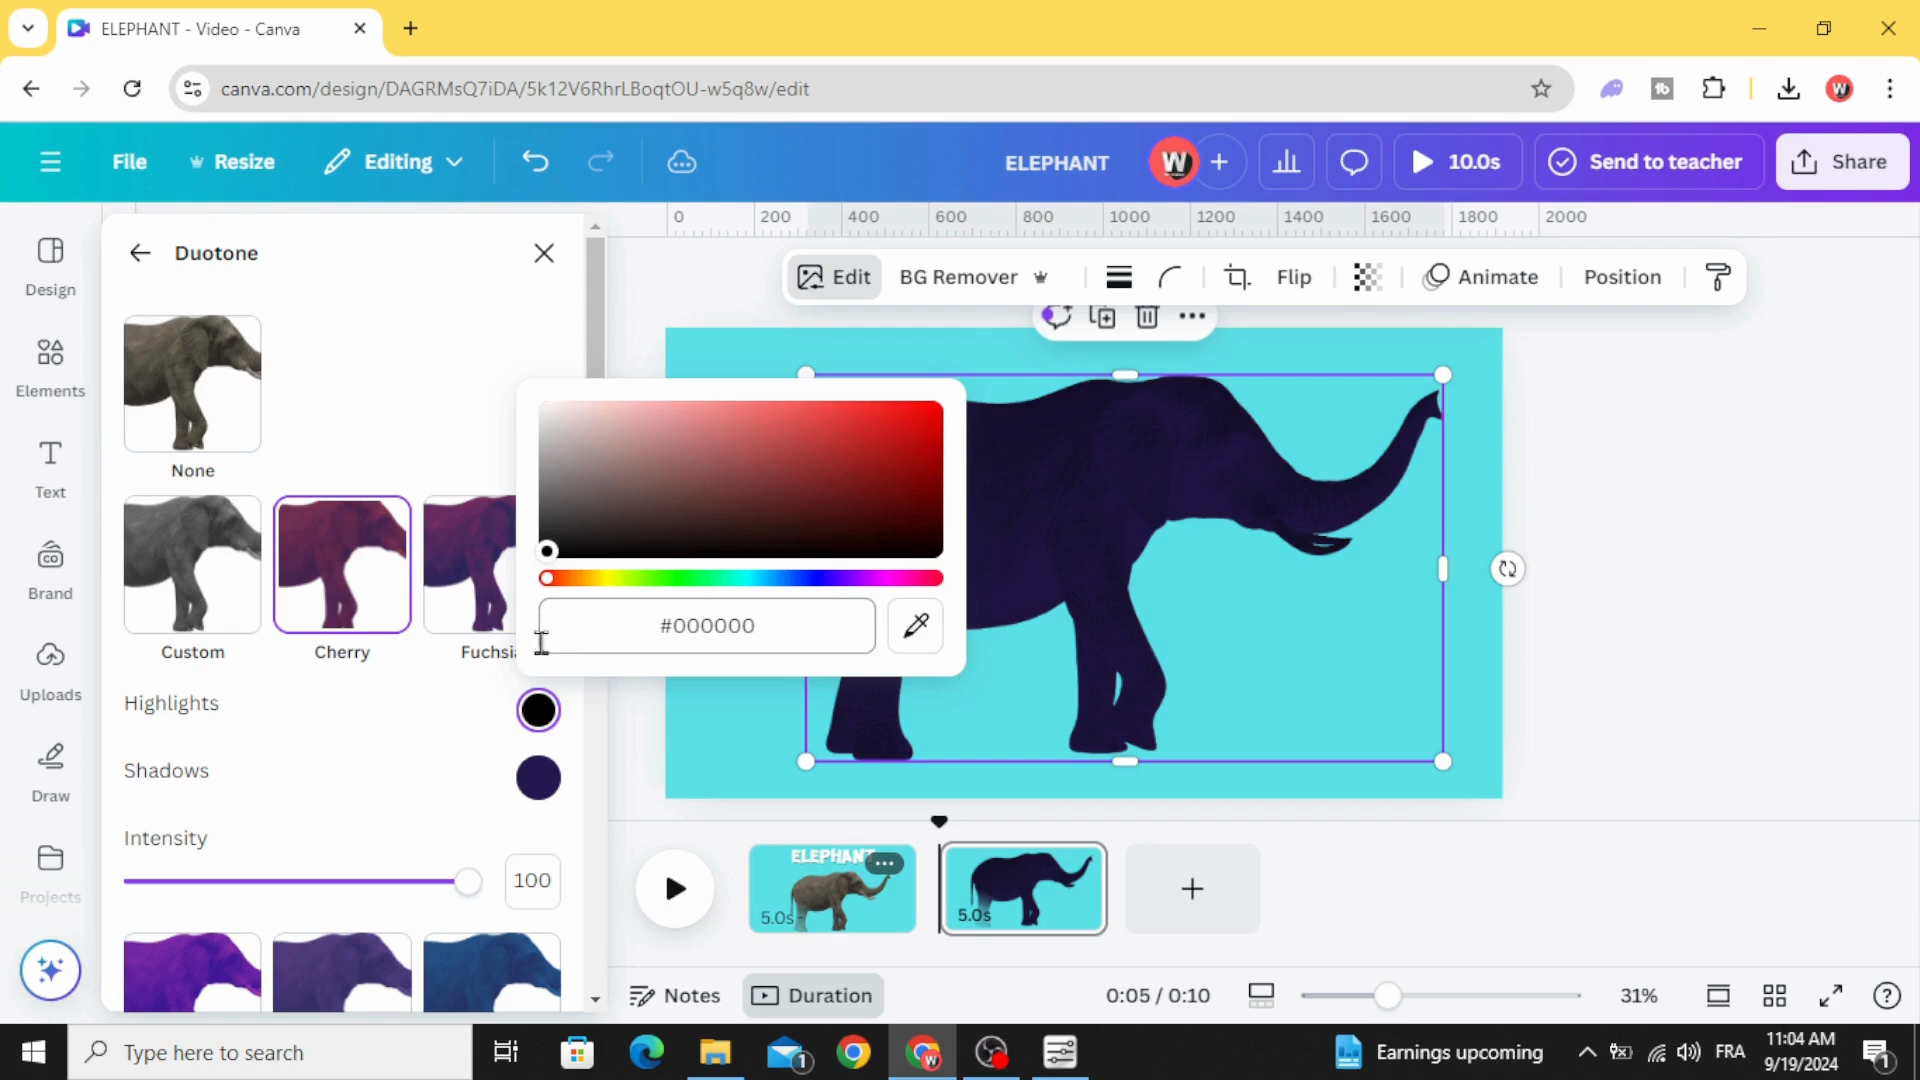 ELEPHANT - Video - Canva
canva.com/design/DAGRMsQ7iDA/5k12V6RhrLBoqtOU-w5q8w/edit
File
Resize
Editing
ELEPHANT
W
10.0s
Send to teacher
Share
0 200 400 600 800 1000 1200 1400 1600 1800 2000
Design
Elements
Text
Brand
Uploads
Draw
Projects
Duotone
None
Custom
Cherry
Fuchsia
Highlights
Shadows
Intensity
100
#000000
Edit
BG Remover
Flip
Animate
Position
ELEPHANT
5.0s
5.0s
Notes
Duration
0:05 / 0:10
31%
Type here to search
1
Earnings upcoming
FRA
11:04 AM
9/19/2024
1